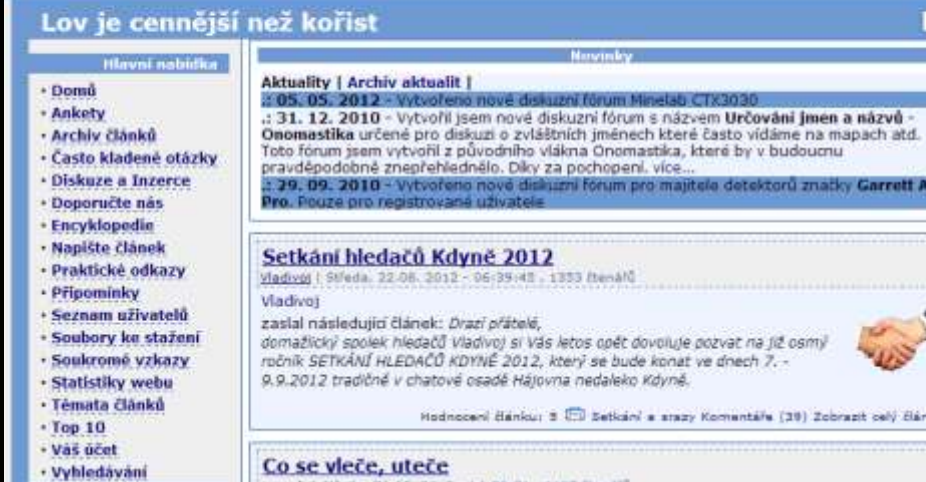 Lov je cennější než kořist
Hlavní nabídka
· Domů
· Ankety
· Archiv článků
· Často kladené otázky
· Diskuze a Inzerce
· Doporučte nás
· Encyklopedie
· Napište článek
· Praktické odkazy
· Připomínky
· Seznam uživatelů
· Soubory ke stažení
· Soukromé vzkazy
· Statistiky webu
· Témata článků
· Top 10
· Váš účet
· Vyhledávání
Novinky
Aktuality | Archiv aktualit |
.: 05. 05. 2012 - Vytvořeno nové diskuzní fórum Minelab CTX3030
.: 31. 12. 2010 - Vytvořil jsem nové diskuzní fórum s názvem Určování jmen a názvů -
Onomastika určené pro diskuzi o zvláštních jménech které často vídáme na mapach atd.
Toto fórum jsem vytvořil z původního vlákna Onomastika, které by v budoucnu
pravděpodobně znepřehlednělo. Díky za pochopení. více...
.: 29. 09. 2010 - Vytvořeno nové diskuzní fórum pro majitele detektorů značky Garrett A
Pro. Pouze pro registrované uživatele
Setkání hledačů Kdyně 2012
Vladivoj | Středa, 22.08. 2012 - 06:39:43 , 1353 čtenářů
Vladivoj
zaslal následující článek: Drazí přátelé,
domažlický spolek hledačů Vladivoj si Vás letos opět dovoluje pozvat na již osmý
ročník SETKÁNÍ HLEDAČŮ KDYNĚ 2012, který se bude konat ve dnech 7. -
9.9.2012 tradičně v chatové osadě Hájovna nedaleko Kdyně.
Hodnocení článku: 5 Setkání a srazy Komentáře (39) Zobrazit celý člán
Co se vleče, uteče